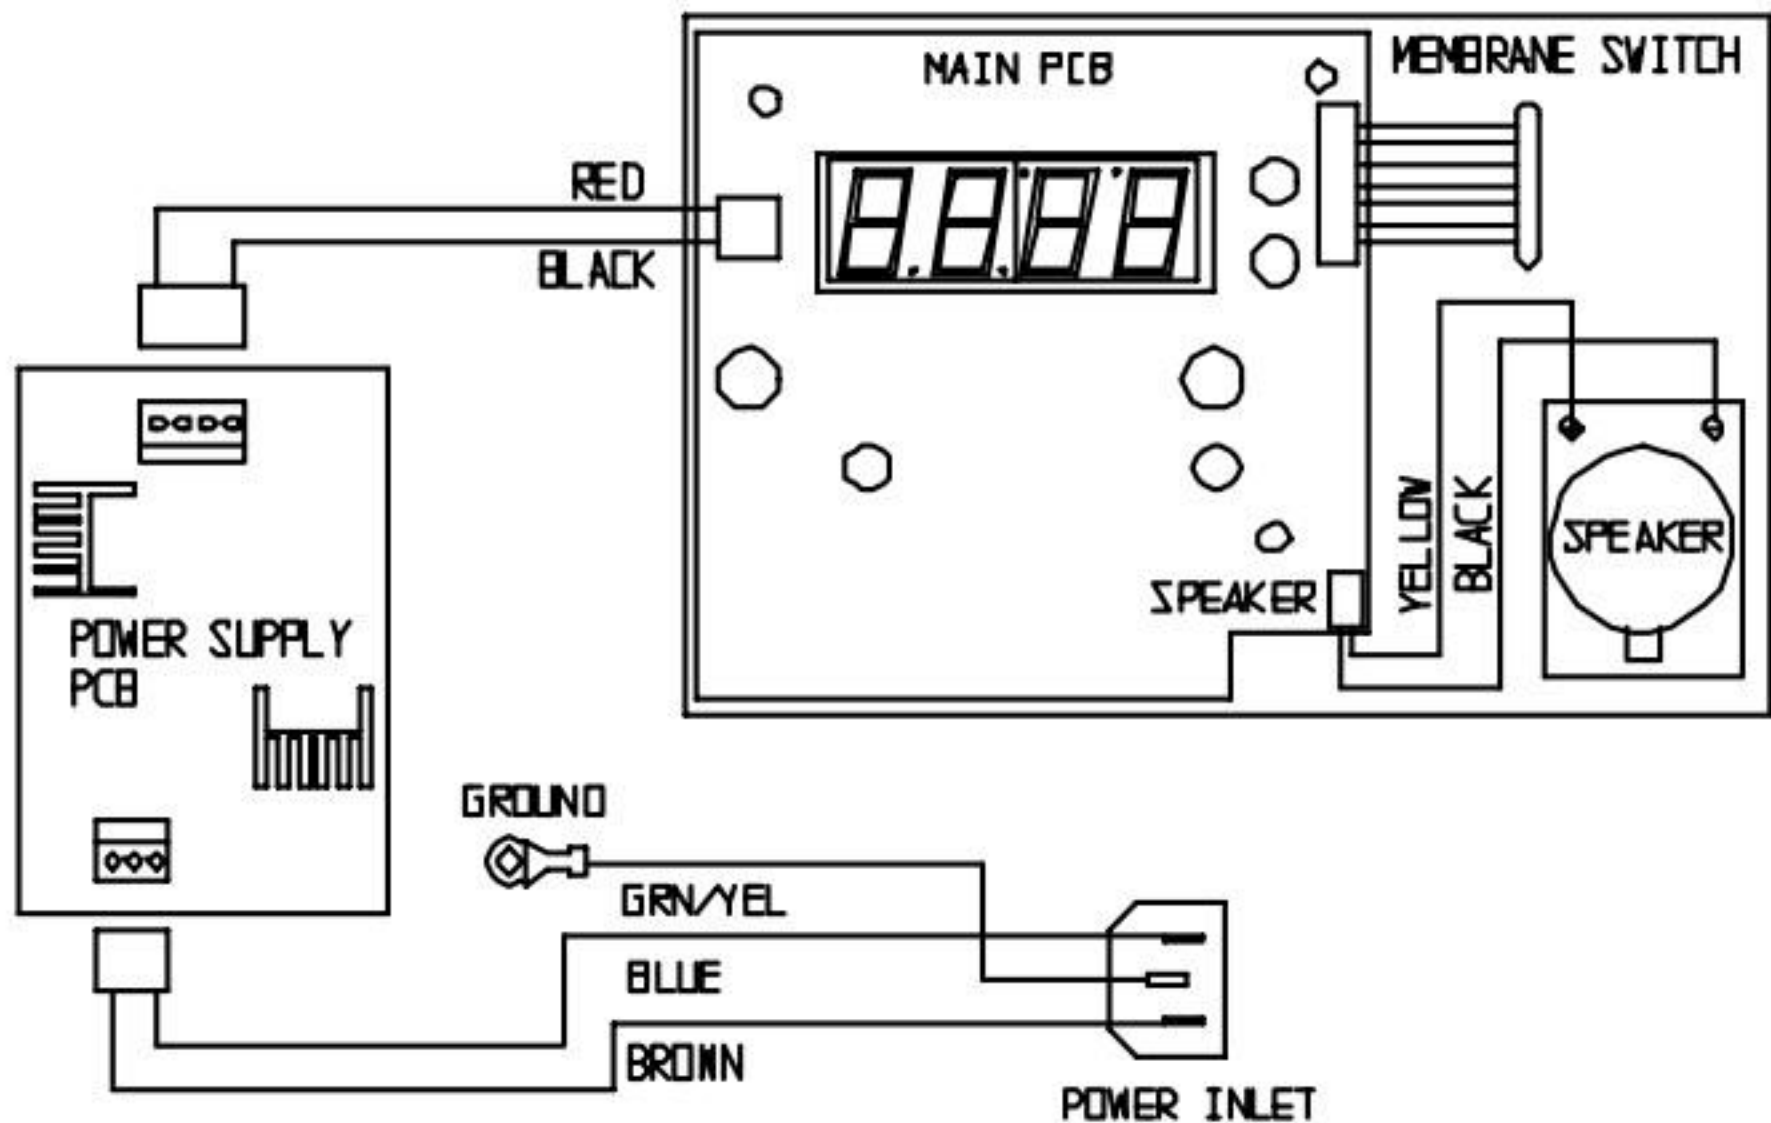 MAIN PCB
MEMBRANE SWITCH
RED
BLACK
YELLOW
BLACK
SPEAKER
SPEAKER
POWER SUPPLY
PCB
GROUND
GRN/YEL
BLUE
BROWN
POWER INLET